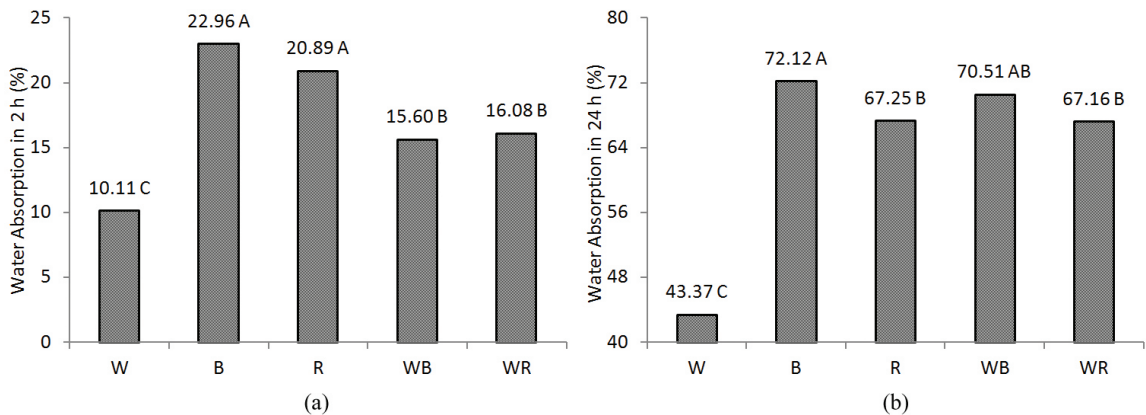 Water Absorption in 2 h (%)
25
20
15
10
5
0
10.11 C
22.96 A
20.89 A
15.60 B
16.08 B
W B R WB WR
(a)
Water Absorption in 24 h (%)
80
72
64
56
48
40
43.37 C
72.12 A
67.25 B
70.51 AB
67.16 B
W B R WB WR
(b)